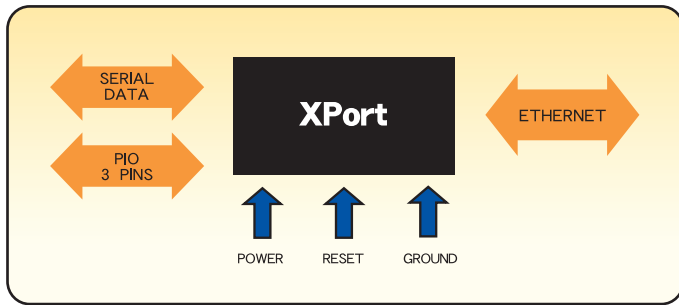 SERIAL
DATA
XPort
ETHERNET
PIO
3 PINS
POWER RESET GROUND